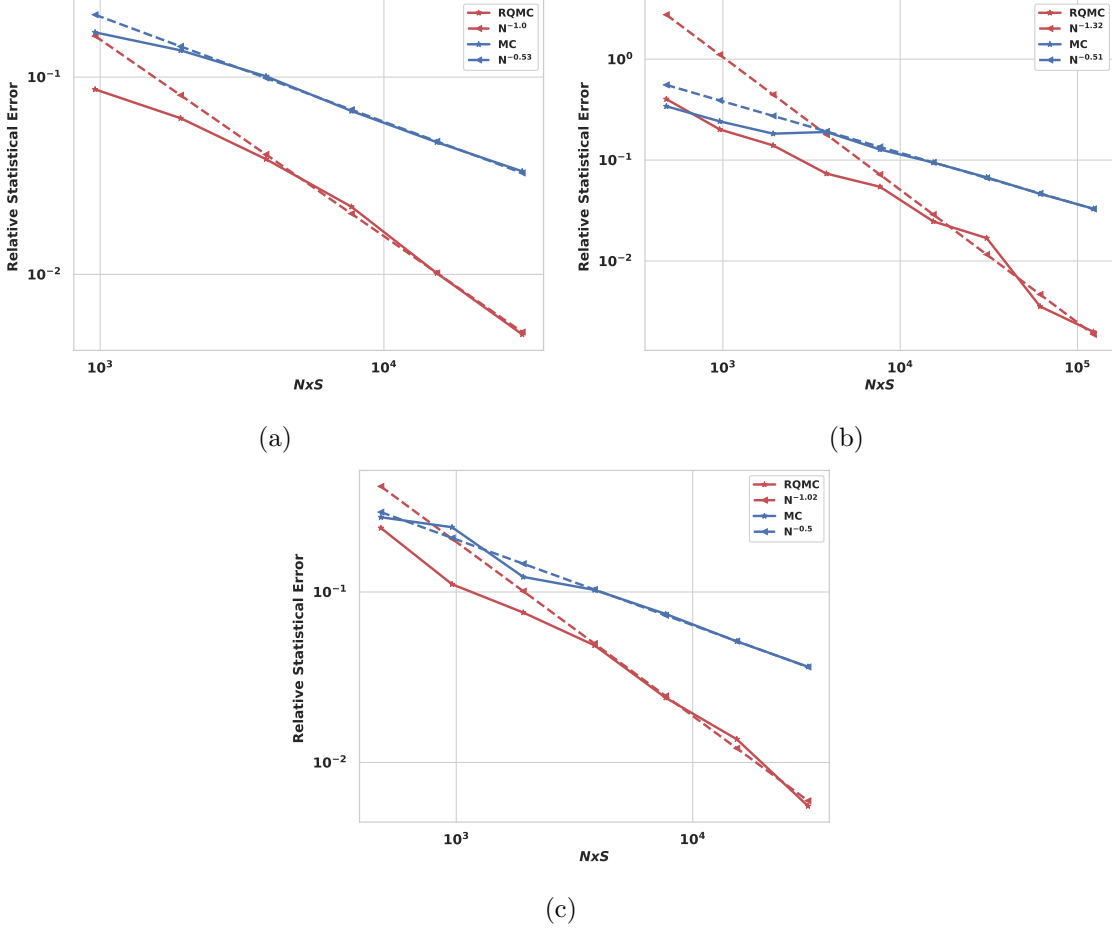 RQMC
N^−1.0
MC
N^−0.53
10^−1
10^−2
Relative Statistical Error
10^3
10^4
NxS
(a)
RQMC
N^−1.32
MC
N^−0.51
10^0
10^−1
10^−2
Relative Statistical Error
10^3
10^4
10^5
NxS
(b)
RQMC
N^−1.02
MC
N^−0.5
10^−1
10^−2
Relative Statistical Error
10^3
10^4
NxS
(c)